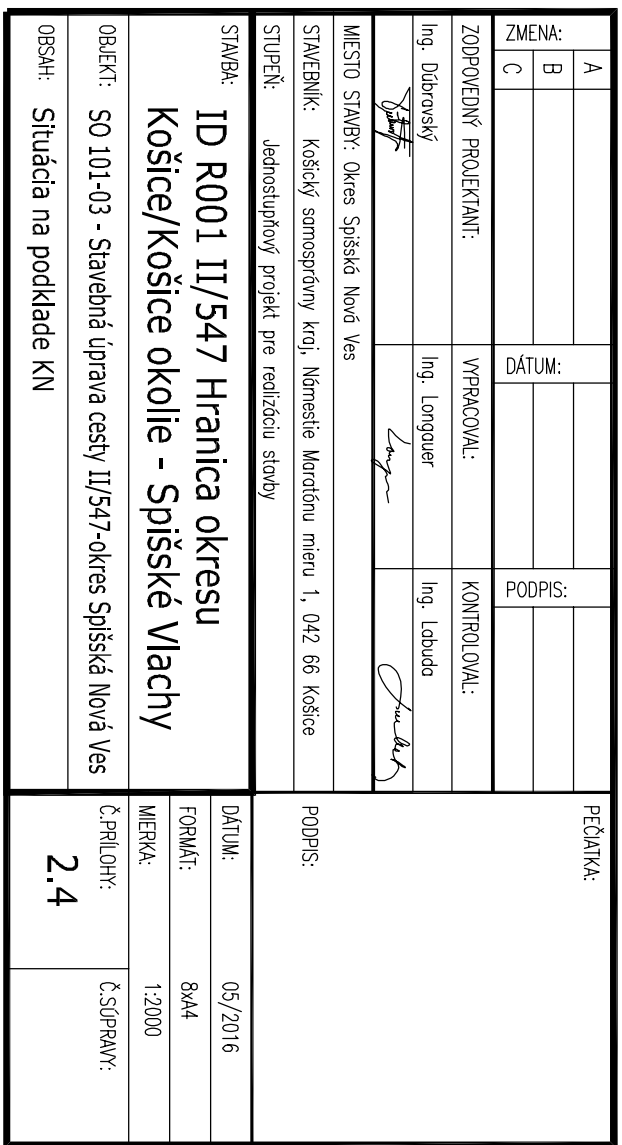 ZMENA:
A
B
C
DÁTUM:
PODPIS:
PEČIATKA:
ZODPOVEDNÝ PROJEKTANT:
VYPRACOVAL:
KONTROLOVAL:
Ing. Dúbravský
Ing. Longauer
Ing. Labuda
MIESTO STAVBY: Okres Spišská Nová Ves
STAVEBNÍK: Košický samosprávny kraj, Námestie Maratónu mieru 1, 042 66 Košice
PODPIS:
STUPEŇ: Jednostupňový projekt pre realizáciu stavby
STAVBA:
ID R001 II/547 Hranica okresu
Košice/Košice okolie - Spišské Vlachy
DÁTUM: 05/2016
FORMÁT: 8xA4
MIERKA: 1:2000
OBJEKT: SO 101-03 - Stavebná úprava cesty II/547-okres Spišská Nová Ves
OBSAH: Situácia na podklade KN
Č.PRÍLOHY:
2.4
Č.SÚPRAVY: